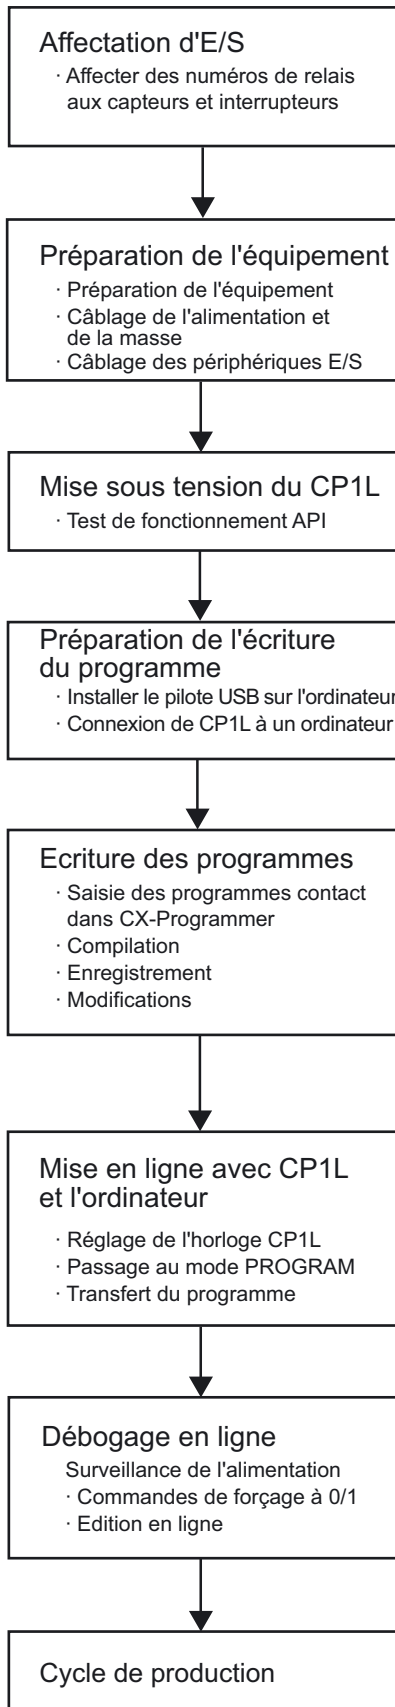 Affectation d'E/S
· Affecter des numéros de relais
aux capteurs et interrupteurs
Préparation de l'équipement
· Préparation de l'équipement
· Câblage de l'alimentation et
de la masse
· Câblage des périphériques E/S
Mise sous tension du CP1L
· Test de fonctionnement API
Préparation de l'écriture
du programme
· Installer le pilote USB sur l'ordinateur
· Connexion de CP1L à un ordinateur
Ecriture des programmes
· Saisie des programmes contact
dans CX-Programmer
· Compilation
· Enregistrement
· Modifications
Mise en ligne avec CP1L
et l'ordinateur
· Réglage de l'horloge CP1L
· Passage au mode PROGRAM
· Transfert du programme
Débogage en ligne
Surveillance de l'alimentation
· Commandes de forçage à 0/1
· Edition en ligne
Cycle de production